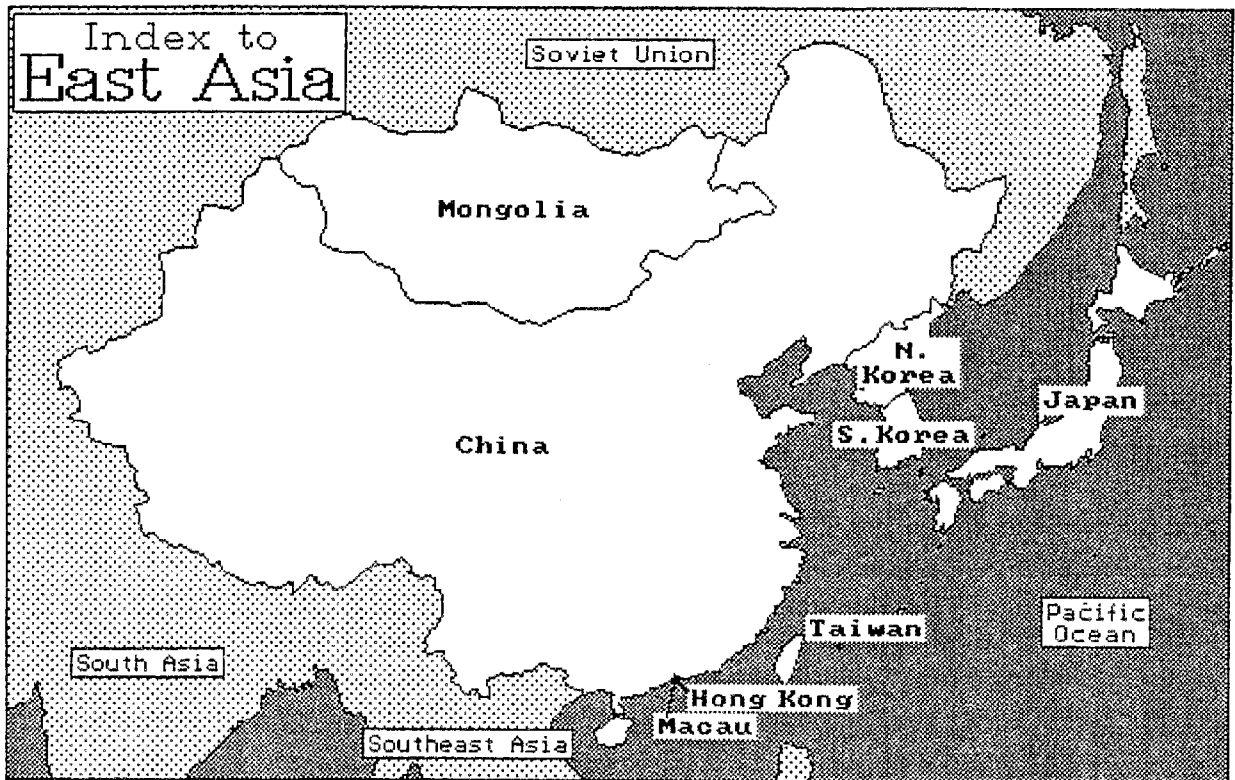 Index to
East Asia
Soviet Union
Mongolia
N.
Korea
Japan
S.Korea
China
Pacific
Ocean
Taiwan
South Asia
Hong Kong
Macau
Southeast Asia